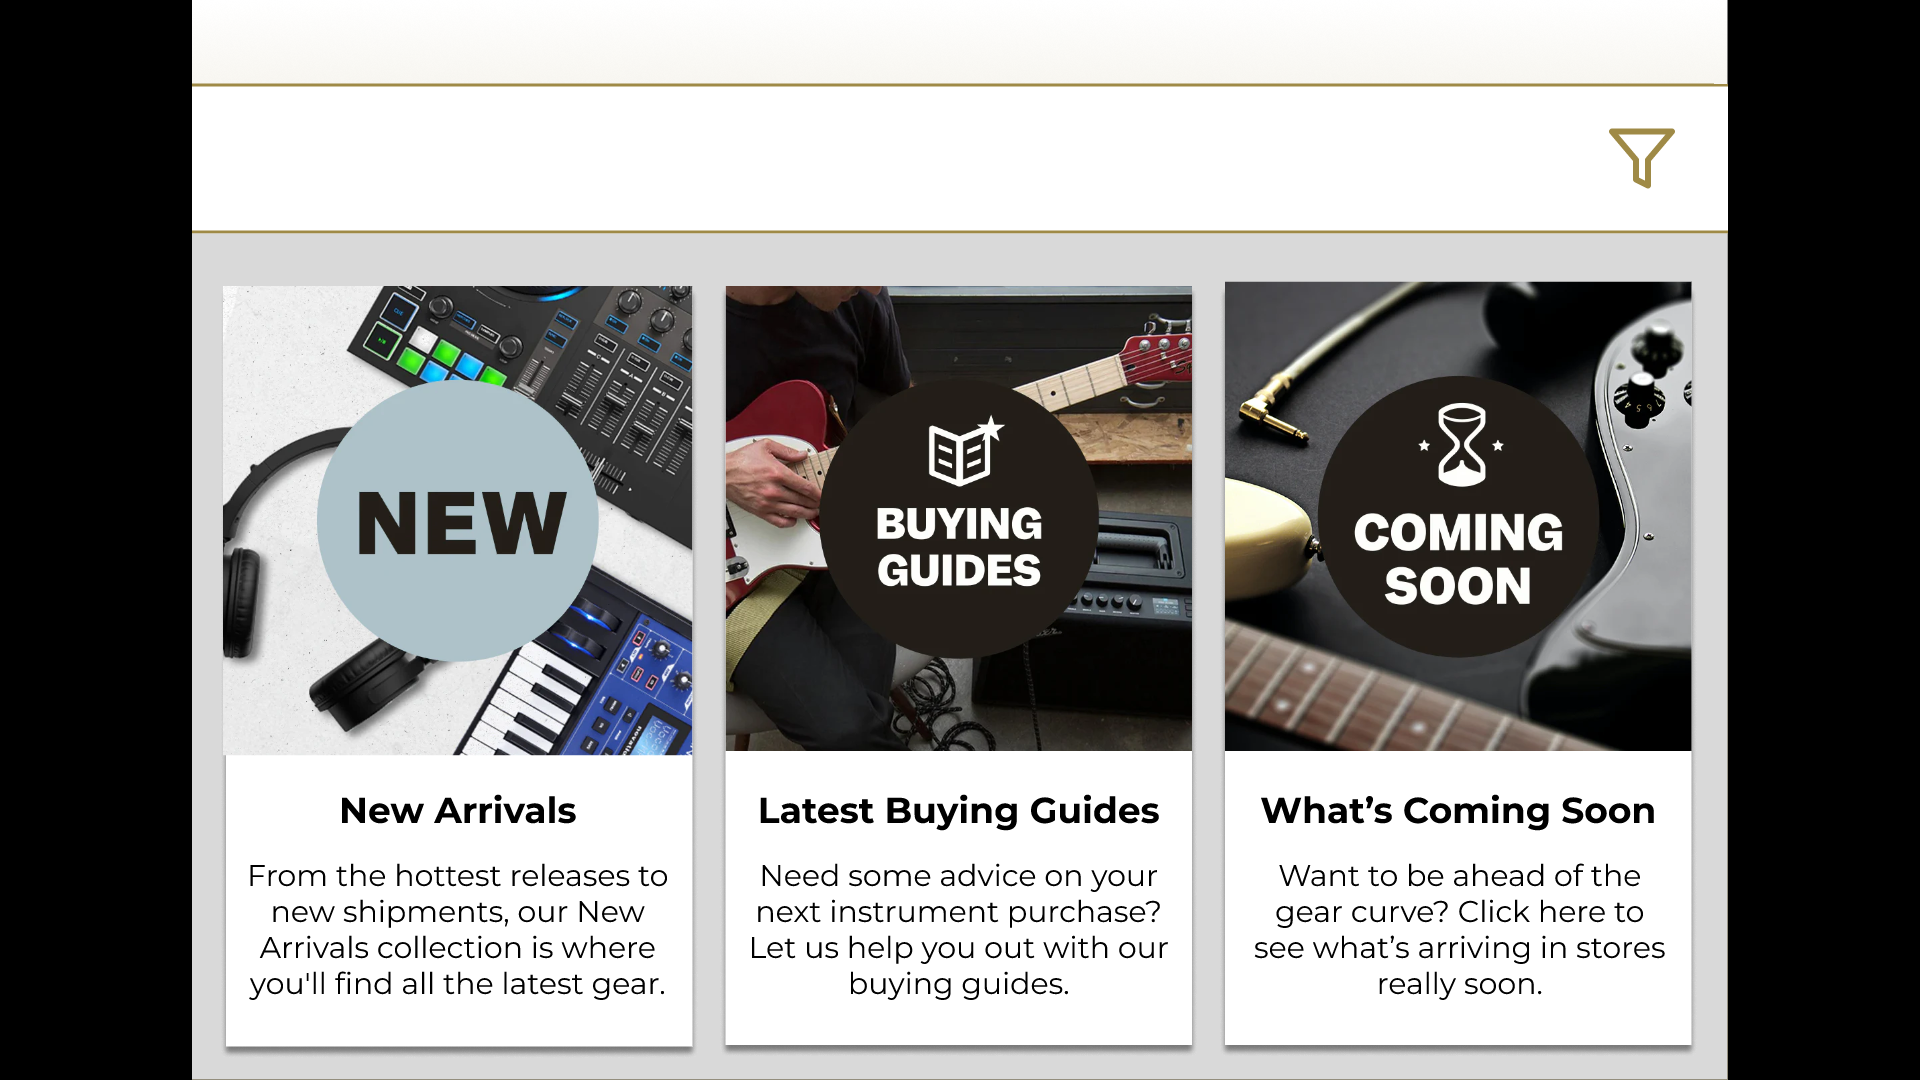 NEW
BUYING
GUIDES
COMING
SOON
New Arrivals
From the hottest releases to
new shipments, our New
Arrivals collection is where
you'll find all the latest gear.
Latest Buying Guides
Need some advice on your
next instrument purchase?
Let us help you out with our
buying guides.
What’s Coming Soon
Want to be ahead of the
gear curve? Click here to
see what’s arriving in stores
really soon.